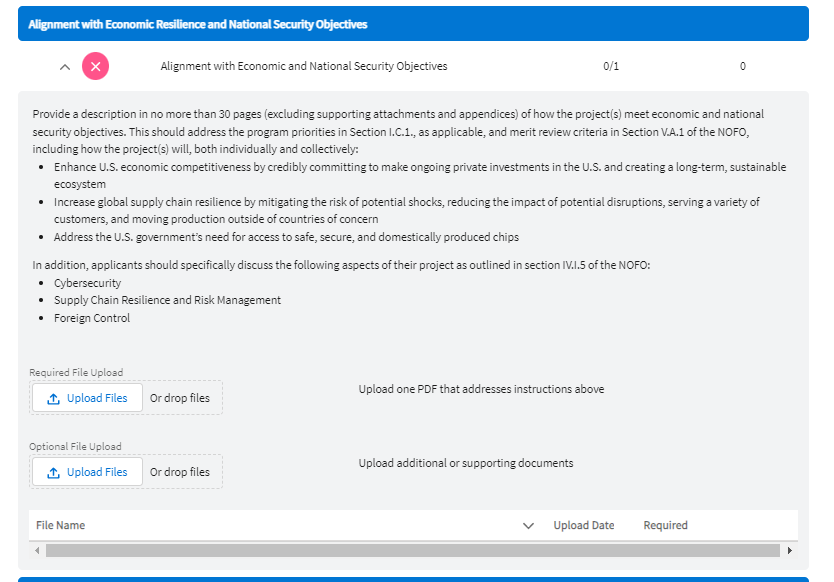 Alignment with Economic Resilience and National Security Objectives
Alignment with Economic and National Security Objectives 0/1 0
Provide a description in no more than 30 pages (excluding supporting attachments and appendices) of how the project(s) meet economic and national
security objectives. This should address the program priorities in Section I.C.1., as applicable, and merit review criteria in Section V.A.1 of the NOFO,
including how the project(s) will, both individually and collectively:
• Enhance U.S. economic competitiveness by credibly committing to make ongoing private investments in the U.S. and creating a long-term, sustainable
ecosystem
• Increase global supply chain resilience by mitigating the risk of potential shocks, reducing the impact of potential disruptions, serving a variety of
customers, and moving production outside of countries of concern
• Address the U.S. government's need for access to safe, secure, and domestically produced chips
In addition, applicants should specifically discuss the following aspects of their project as outlined in section IV.I.5 of the NOFO:
• Cybersecurity
• Supply Chain Resilience and Risk Management
• Foreign Control
Required File Upload
Upload Files Or drop files Upload one PDF that addresses instructions above
Optional File Upload
Upload Files Or drop files Upload additional or supporting documents
File Name Upload Date Required